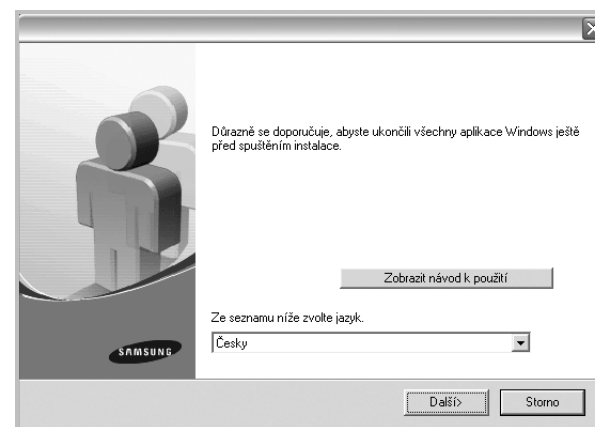 Důrazně se doporučuje, abyste ukončili všechny aplikace Windows ještě
před spuštěním instalace.
Zobrazit návod k použití
Ze seznamu níže zvolte jazyk.
Česky
SAMSUNG
Další>
Storno